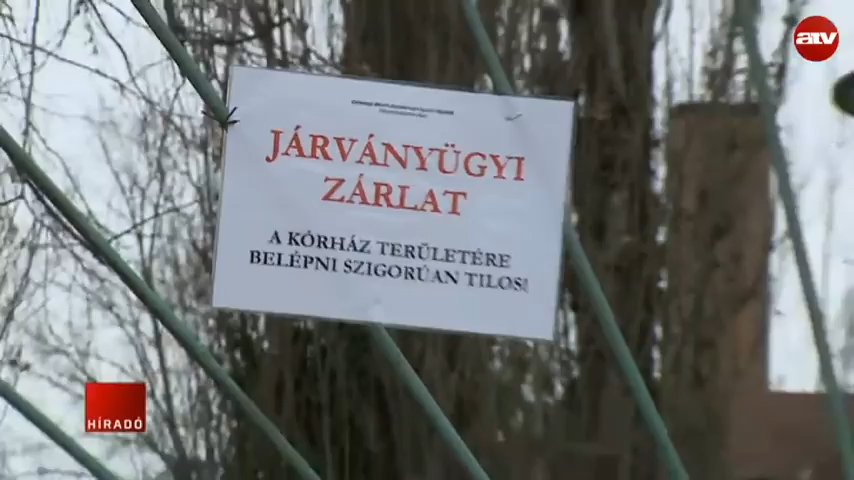 atv
JÁRVÁNYÜGYI
ZÁRLAT
A KÓRHÁZ TERÜLETÉRE
BELÉPNI SZIGORÚAN TILOS!
HÍRADÓ